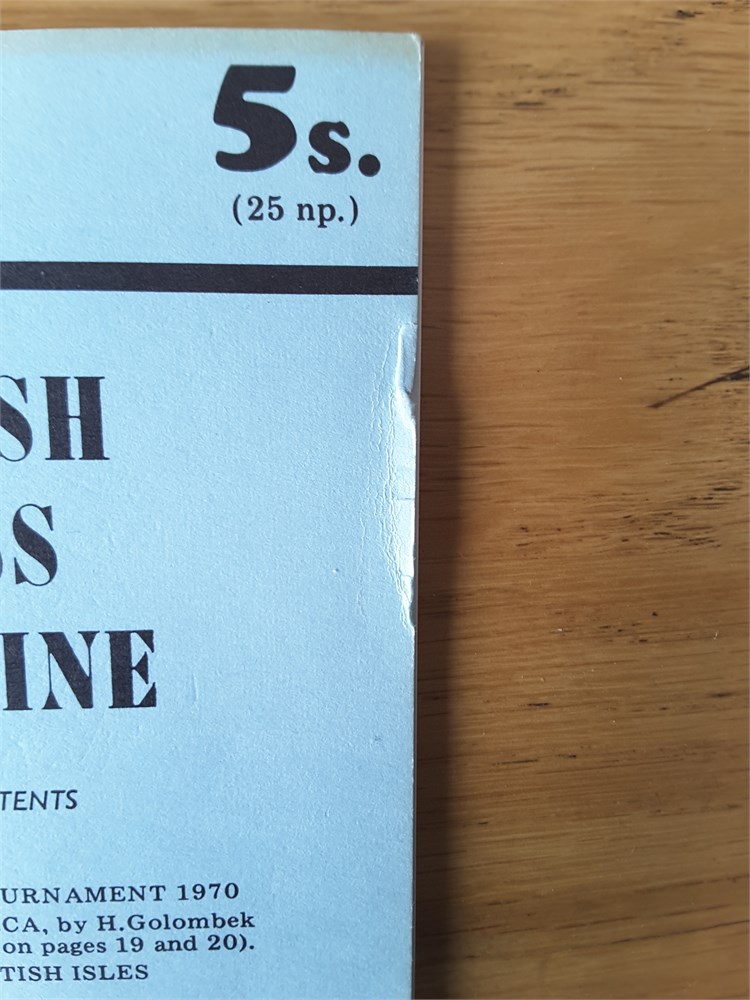 5s.
(25 np.)
SH
SS
INE
TENTS
URNAMENT 1970
CA, by H.Golombek
on pages 19 and 20).
TISH ISLES